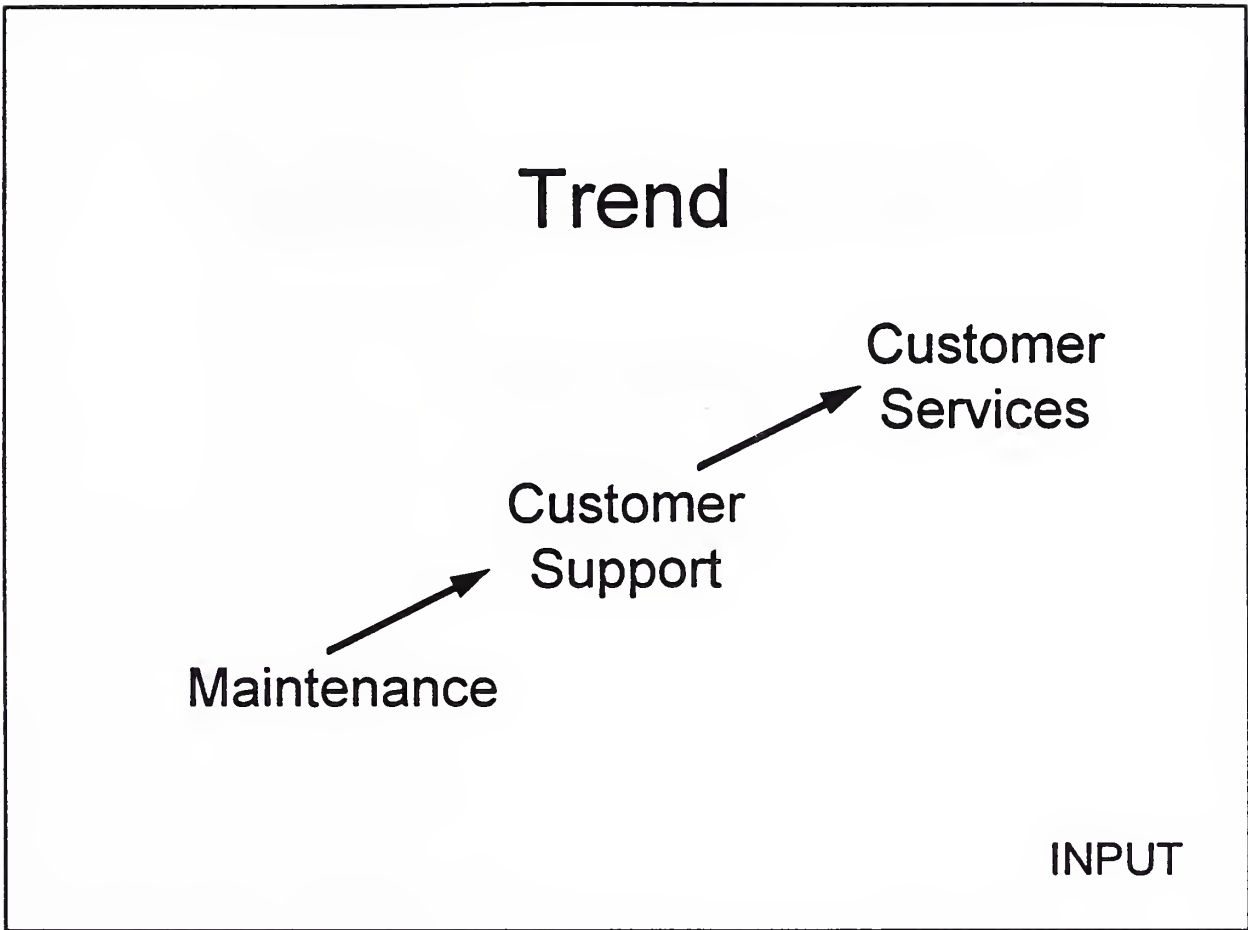 Trend
Customer
Services
Customer
Support
Maintenance
INPUT